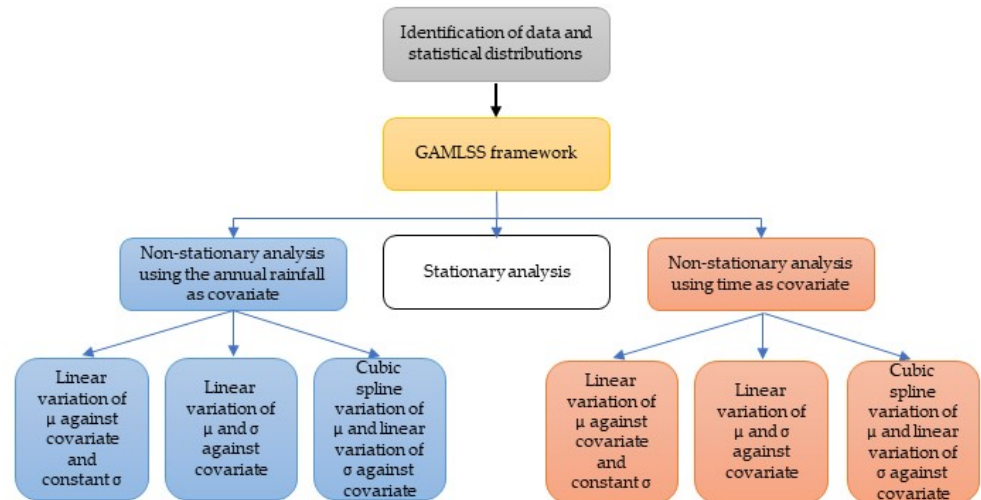 Identification of data and
statistical distributions
GAMLSS framework
Non-stationary analysis
using the annual rainfall
as covariate
Stationary analysis
Non-stationary analysis
using time as covariate
Linear
variation of
μ against
covariate
and
constant σ
Linear
variation of
μ and σ
against
covariate
Cubic
spline
variation of
μ and linear
variation of
σ against
covariate
Linear
variation of
μ against
covariate
and
constant σ
Linear
variation of
μ and σ
against
covariate
Cubic
spline
variation of
μ and linear
variation of
σ against
covariate